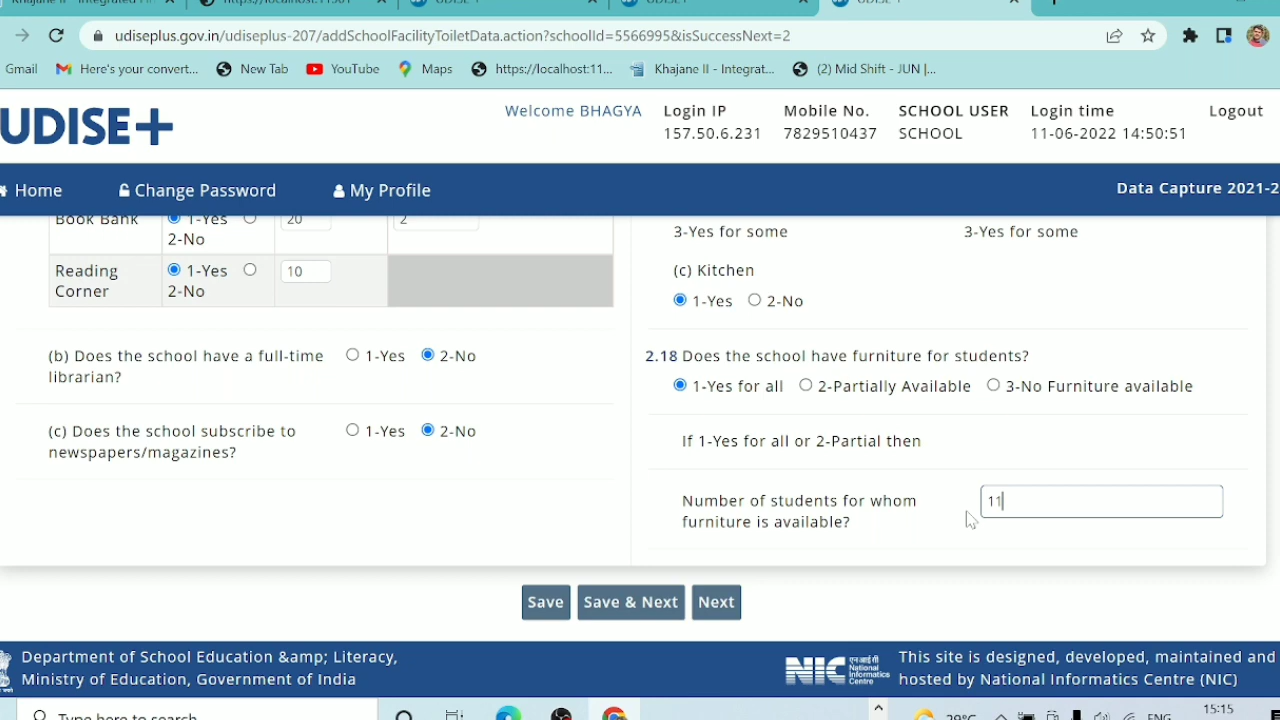 https://localhost:11301
udiseplus.gov.in/udiseplus-207/addSchoolFacilityToiletData.action?schoolId=5566995&isSuccessNext=2
Gmail Here's your convert... New Tab YouTube Maps https://localhost:11... Khajane II - Integrat... (2) Mid Shift - JUN |...
UDISE+
Welcome BHAGYA Login IP Mobile No. SCHOOL USER Login time Logout
157.50.6.231 7829510437 SCHOOL 11-06-2022 14:50:51
Home Change Password My Profile Data Capture 2021-2
Book Bank 1-Yes 20 2
2-No
Reading 1-Yes 10
Corner 2-No
(b) Does the school have a full-time 1-Yes 2-No
librarian?
(c) Does the school subscribe to 1-Yes 2-No
newspapers/magazines?
3-Yes for some 3-Yes for some
(c) Kitchen
1-Yes 2-No
2.18 Does the school have furniture for students?
1-Yes for all 2-Partially Available 3-No Furniture available
If 1-Yes for all or 2-Partial then
Number of students for whom 11
furniture is available?
Save Save & Next Next
Department of School Education &amp; Literacy,
Ministry of Education, Government of India
NIC एन आई सी National Informatics Centre
This site is designed, developed, maintained and
hosted by National Informatics Centre (NIC)
Type here to search 29°C ENG 15:15